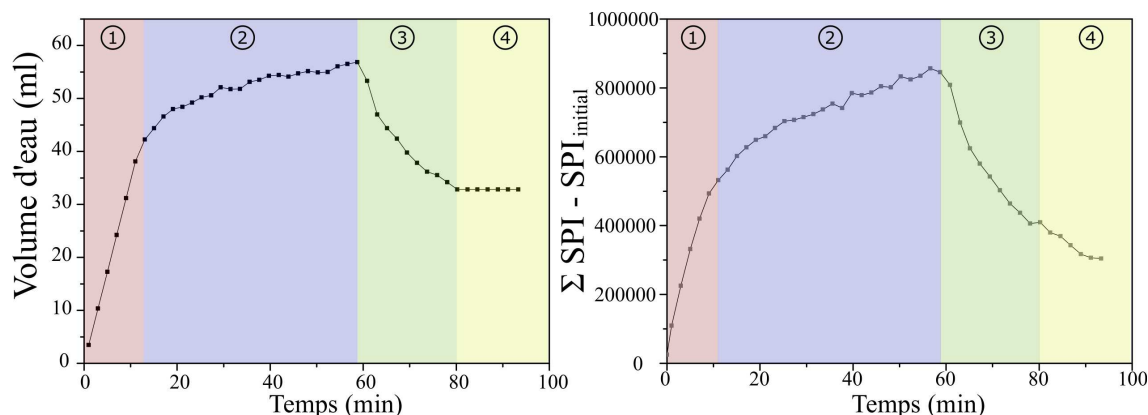 Volume d'eau (ml)
60
50
40
30
20
10
0
① ② ③ ④
0 20 40 60 80 100
Temps (min)
Σ SPI - SPIinitial
1000000
800000
600000
400000
200000
0
① ② ③ ④
0 20 40 60 80 100
Temps (min)